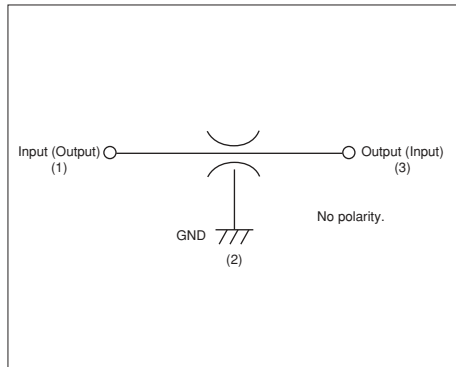 Input (Output)
(1)
Output (Input)
(3)
No polarity.
GND
(2)